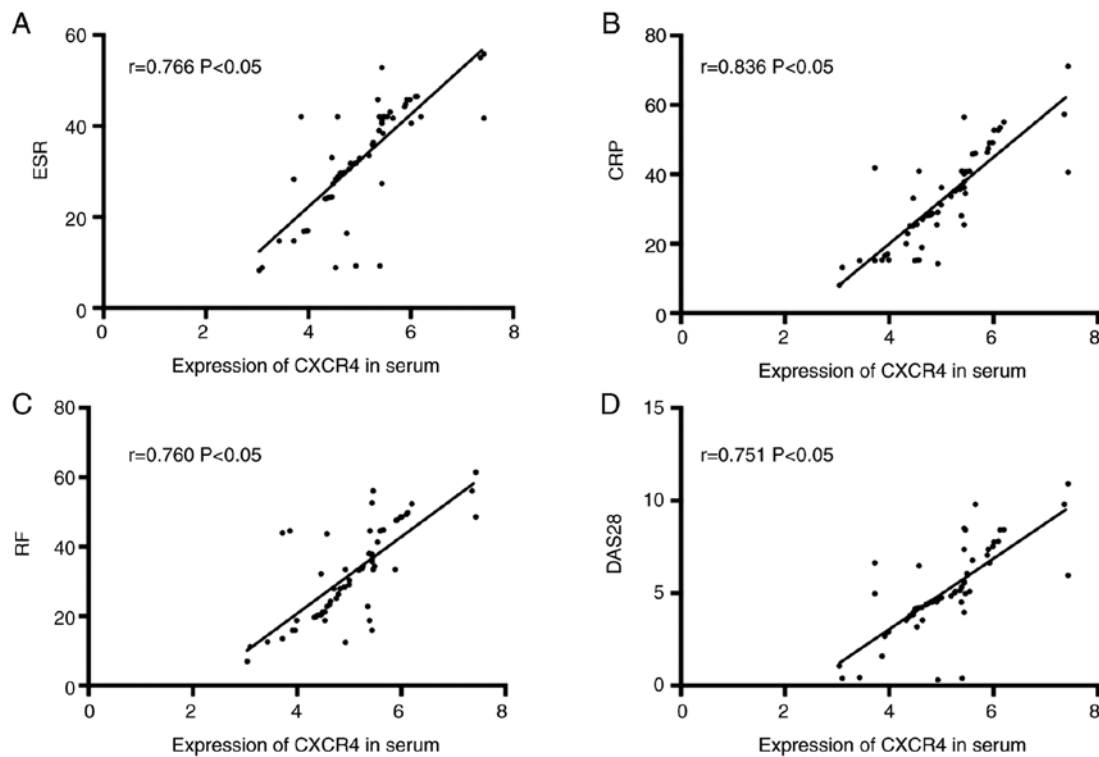 A
60
r=0.766 P<0.05
40
ESR
20
0
0 2 4 6 8
Expression of CXCR4 in serum
B
80
r=0.836 P<0.05
60
CRP
40
20
0
0 2 4 6 8
Expression of CXCR4 in serum
C
80
r=0.760 P<0.05
60
RF
40
20
0
0 2 4 6 8
Expression of CXCR4 in serum
D
15
r=0.751 P<0.05
10
DAS28
5
0
0 2 4 6 8
Expression of CXCR4 in serum